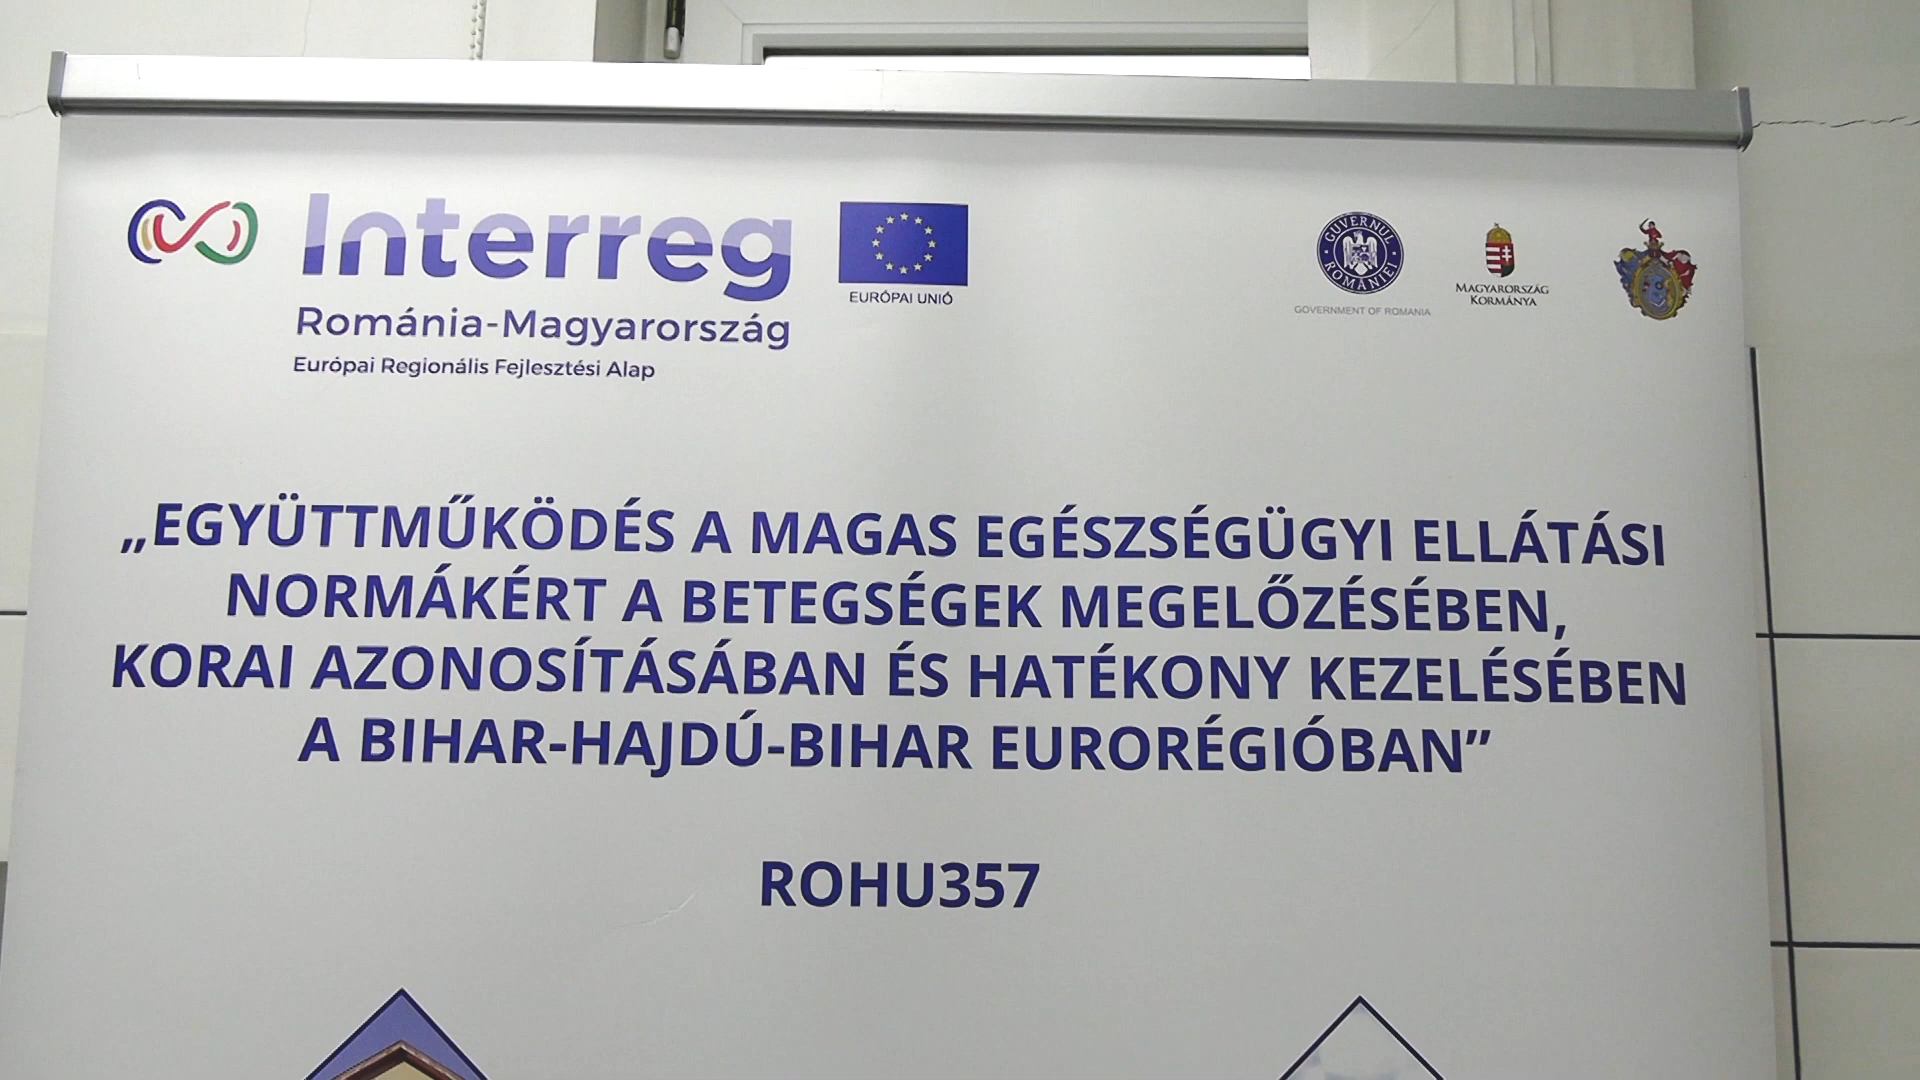 Interreg
Románia-Magyarország
Európai Regionális Fejlesztési Alap
EURÓPAI UNIÓ
GUVERNUL ROMÂNIEI
GOVERNMENT OF ROMANIA
MAGYARORSZÁG
KORMÁNYA
„EGYÜTTMŰKÖDÉS A MAGAS EGÉSZSÉGÜGYI ELLÁTÁSI
NORMÁKÉRT A BETEGSÉGEK MEGELŐZÉSÉBEN,
KORAI AZONOSÍTÁSÁBAN ÉS HATÉKONY KEZELÉSÉBEN
A BIHAR-HAJDÚ-BIHAR EURORÉGIÓBAN”
ROHU357